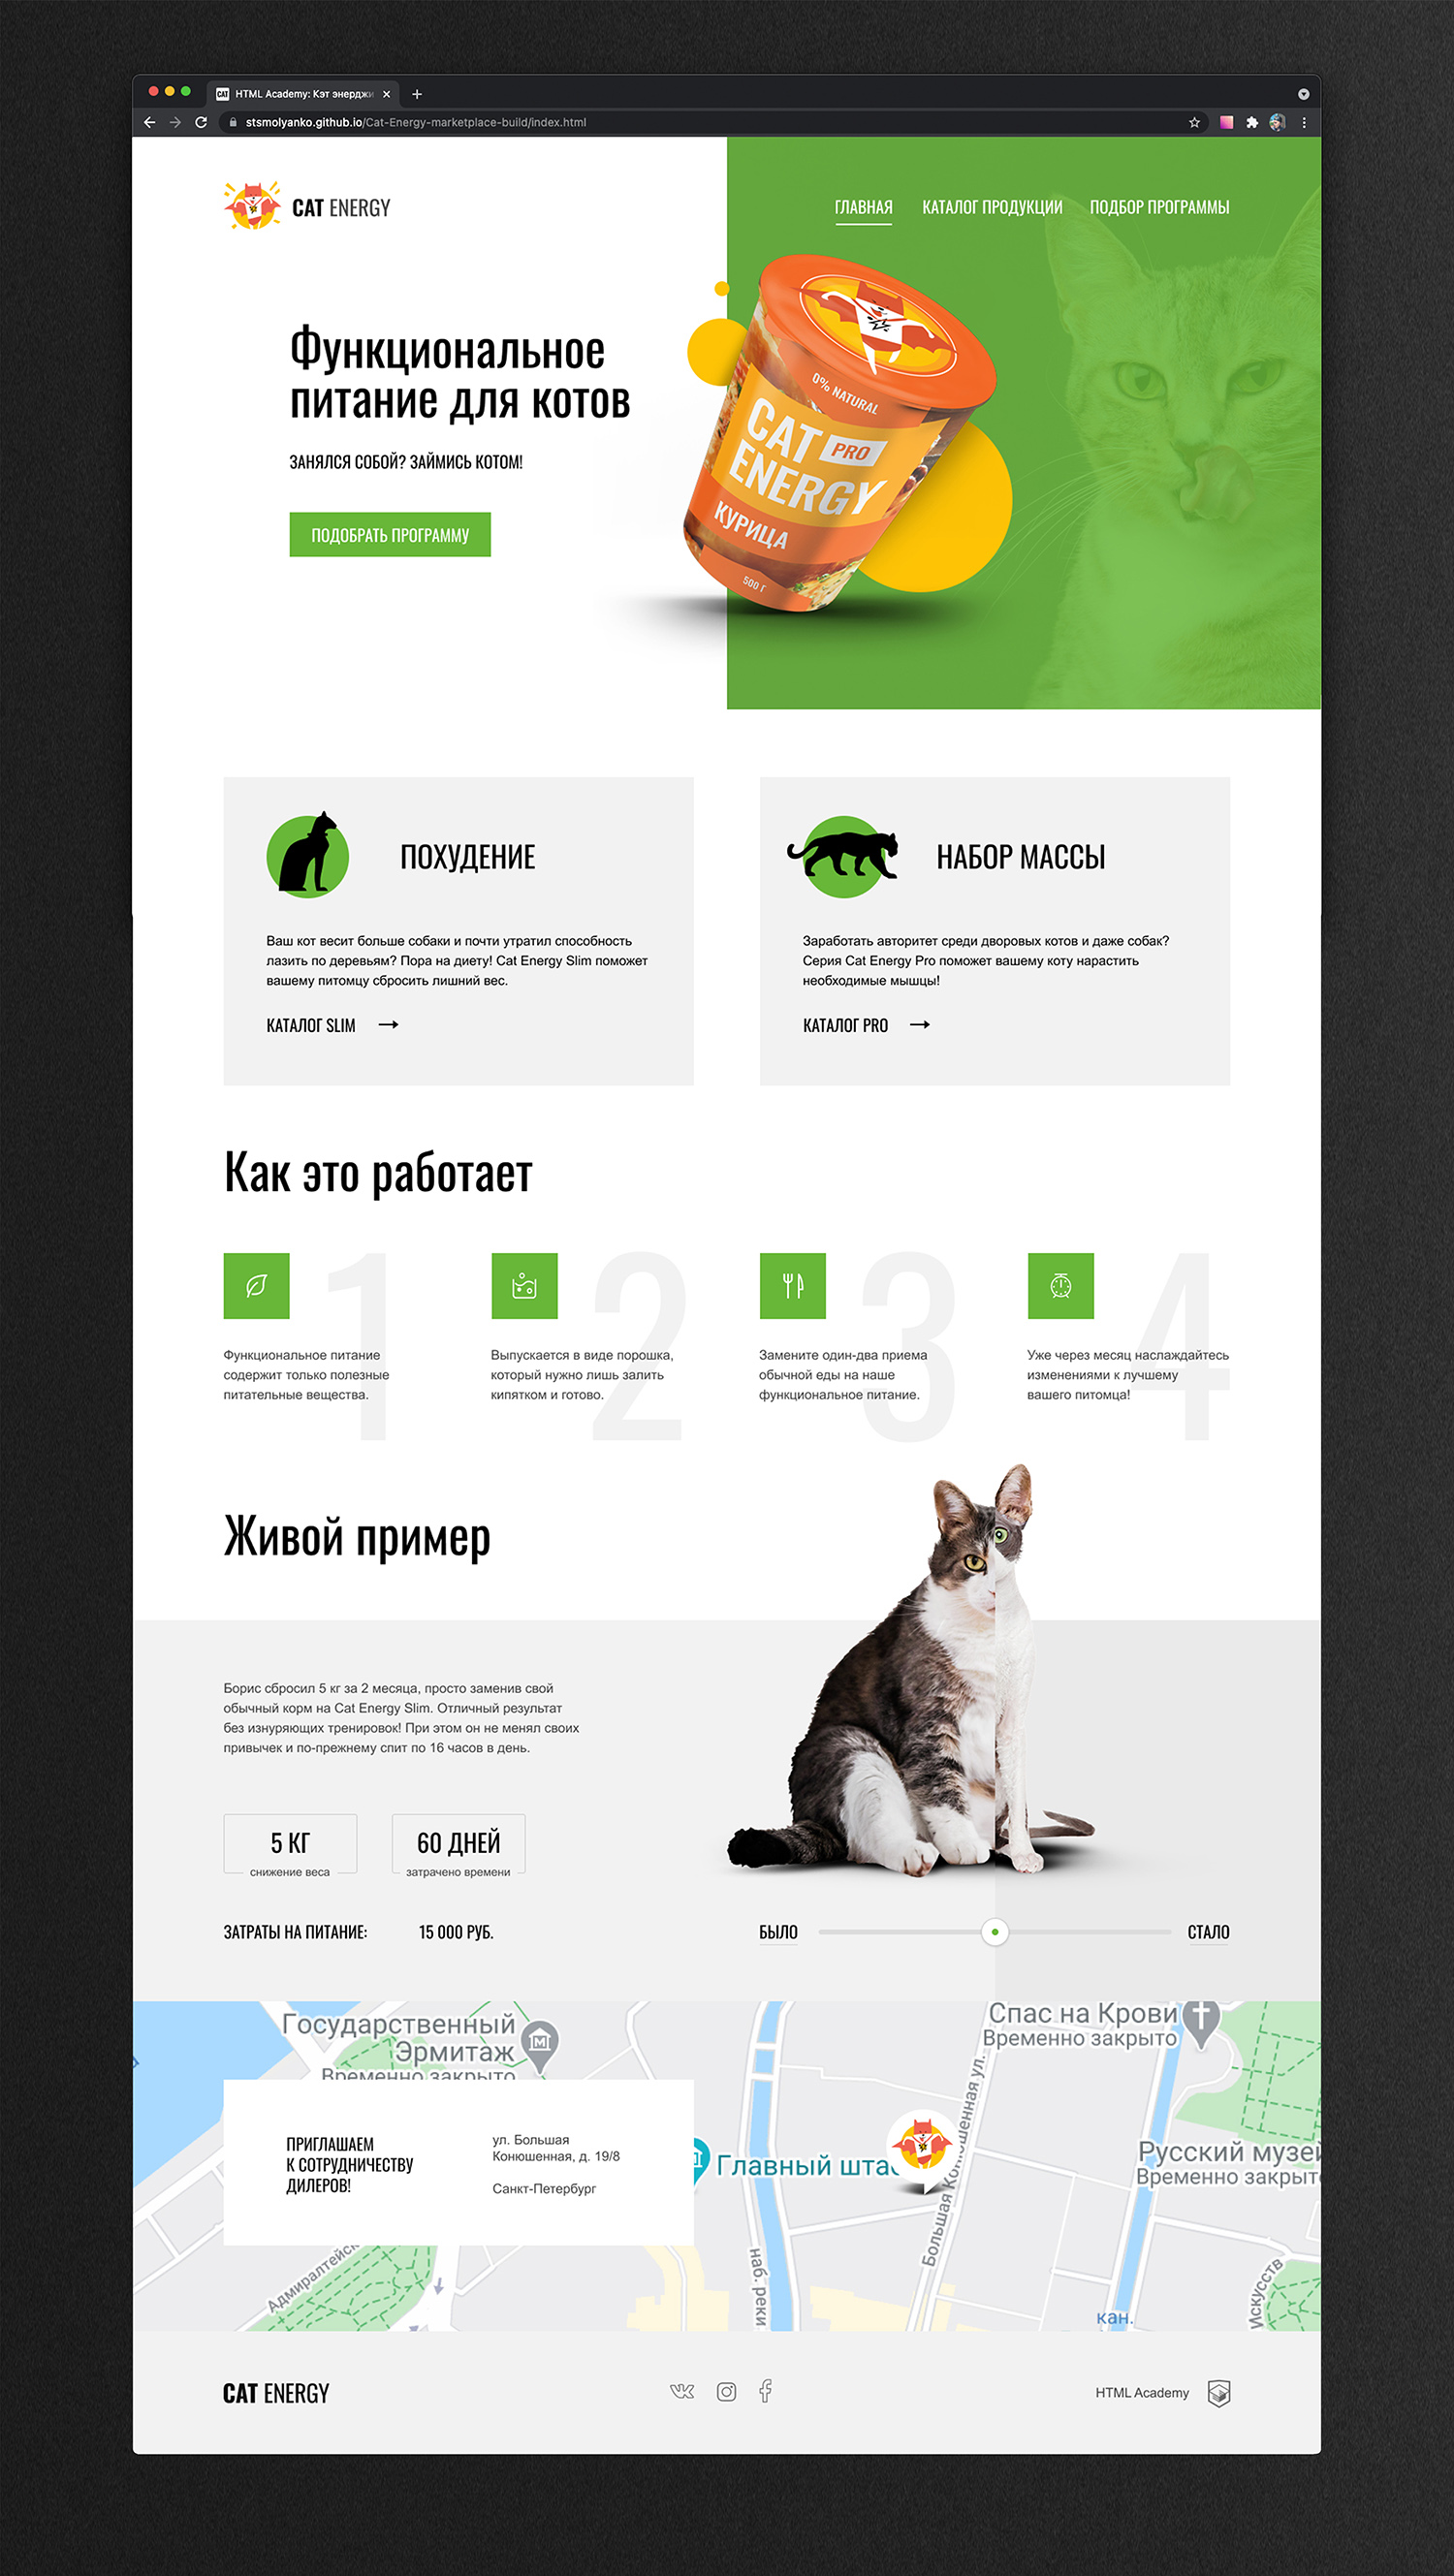 CAT
HTML Academy: Кэт энерджи
stsmolyanko.github.io/Cat-Energy-marketplace-build/index.html
CAT ENERGY
ГЛАВНАЯ
КАТАЛОГ ПРОДУКЦИИ
ПОДБОР ПРОГРАММЫ
Функциональное
питание для котов
ЗАНЯЛСЯ СОБОЙ? ЗАЙМИСЬ КОТОМ!
ПОДОБРАТЬ ПРОГРАММУ
0% NATURAL
CAT PRO
ENERGY
КУРИЦА
500 Г
ПОХУДЕНИЕ
Ваш кот весит больше собаки и почти утратил способность
лазить по деревьям? Пора на диету! Cat Energy Slim поможет
вашему питомцу сбросить лишний вес.
КАТАЛОГ SLIM
НАБОР МАССЫ
Заработать авторитет среди дворовых котов и даже собак?
Серия Cat Energy Pro поможет вашему коту нарастить
необходимые мышцы!
КАТАЛОГ PRO
Как это работает
1
Функциональное питание
содержит только полезные
питательные вещества.
2
Выпускается в виде порошка,
который нужно лишь залить
кипятком и готово.
3
Замените один-два приема
обычной еды на наше
функциональное питание.
4
Уже через месяц наслаждайтесь
изменениями к лучшему
вашего питомца!
Живой пример
Борис сбросил 5 кг за 2 месяца, просто заменив свой
обычный корм на Cat Energy Slim. Отличный результат
без изнуряющих тренировок! При этом он не менял своих
привычек и по-прежнему спит по 16 часов в день.
5 КГ
снижение веса
60 ДНЕЙ
затрачено времени
ЗАТРАТЫ НА ПИТАНИЕ:
15 000 РУБ.
БЫЛО
СТАЛО
Государственный
Эрмитаж
Временно закрыто
Спас на Крови
Временно закрыто
ПРИГЛАШАЕМ
К СОТРУДНИЧЕСТВУ
ДИЛЕРОВ!
ул. Большая
Конюшенная, д. 19/8
Санкт-Петербург
Главный шта
Большая Ко шенная ул.
Русский музе
Временно закрыт
Адмиралтейск
наб. реки
кан.
Искусств
CAT ENERGY
HTML Academy